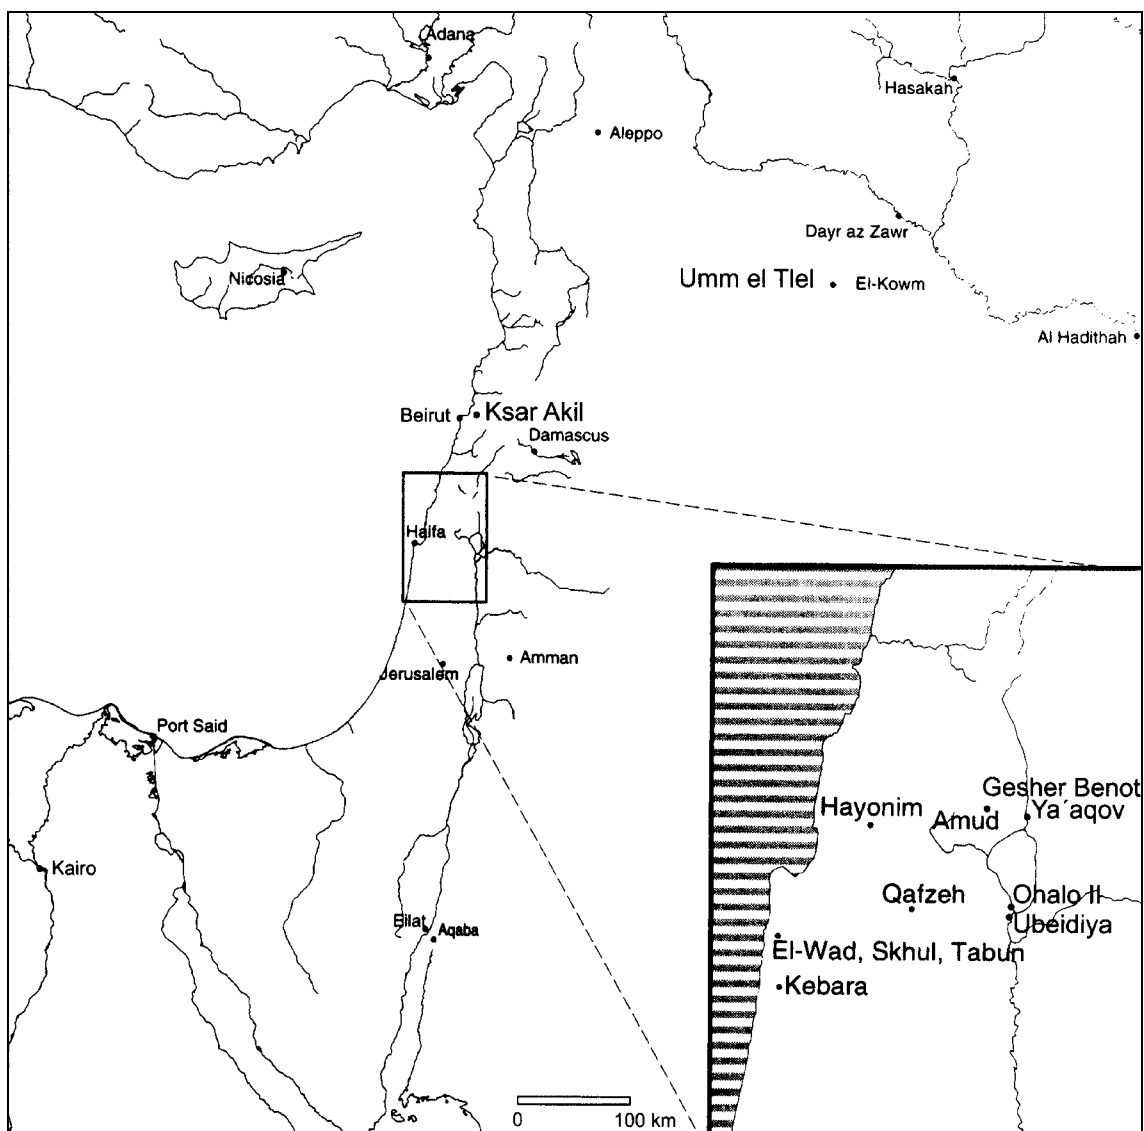 Adana
Hasakah
Aleppo
Dayr az Zawr
Nicosia
Umm el Tlel
El-Kowm
Al Hadithah
Beirut
Ksar Akil
Damascus
Haifa
Jerusalem
Amman
Port Said
Kairo
Eilat
Aqaba
0
100 km
Gesher Benot
Ya´aqov
Hayonim
Amud
Qafzeh
Ohalo II
Ubeidiya
El-Wad, Skhul, Tabun
Kebara